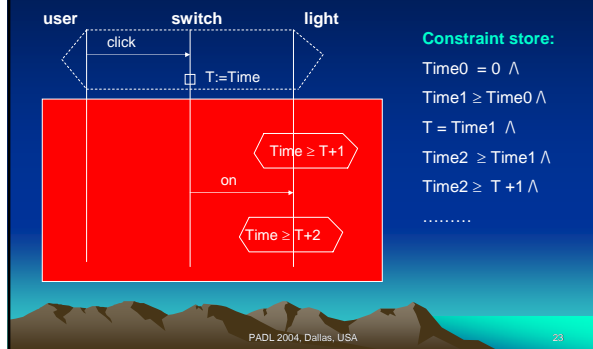 user switch light
click
T:=Time
Time ≥ T+1
on
Time ≥ T+2
Constraint store:
Time0 = 0 Λ
Time1 ≥ Time0 Λ
T = Time1 Λ
Time2 ≥ Time1 Λ
Time2 ≥ T +1 Λ
………
PADL 2004, Dallas, USA
23